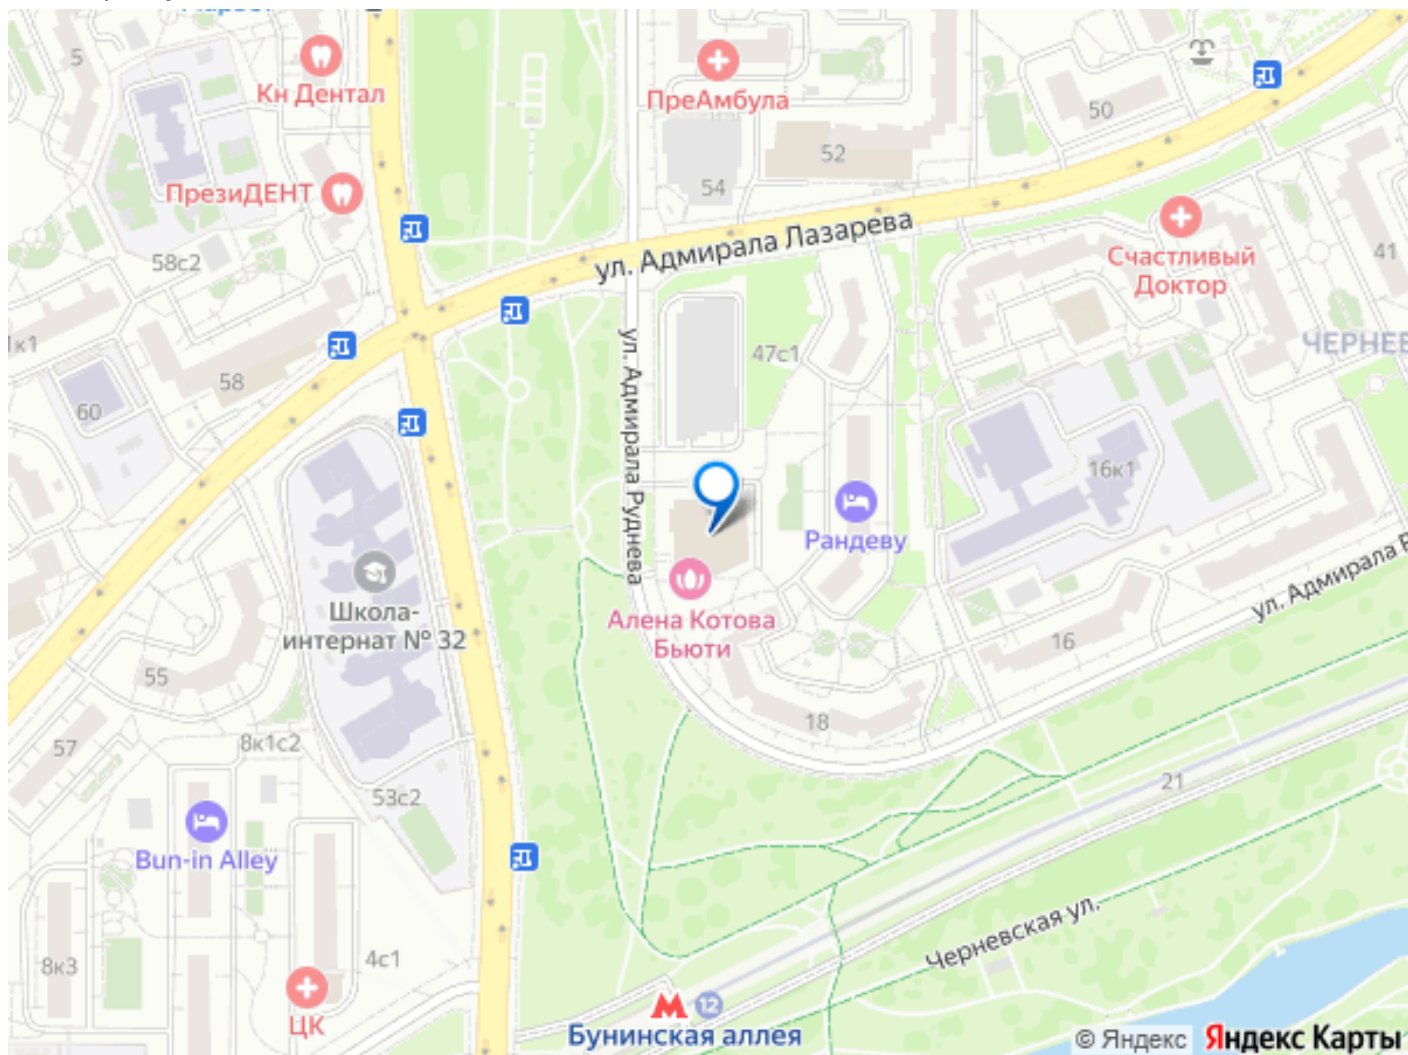 5
Кн Дентал
ПреАмбула
50
52
54
ПрезиДЕНТ
ул. Адмирала Лазарева
Счастливый
Доктор
41
58с2
1к1
ул. Адмирала Руднева
47с1
ЧЕРНЕВ
58
60
16к1
Рандеву
Школа-
интернат № 32
Алена Котова
Бьюти
ул. Адмирала Р
16
55
18
57
8к1с2
53с2
21
Bun-in Alley
Черневская ул.
8к3
4с1
ЦК
М
12
Бунинская аллея
© Яндекс Яндекс Карты